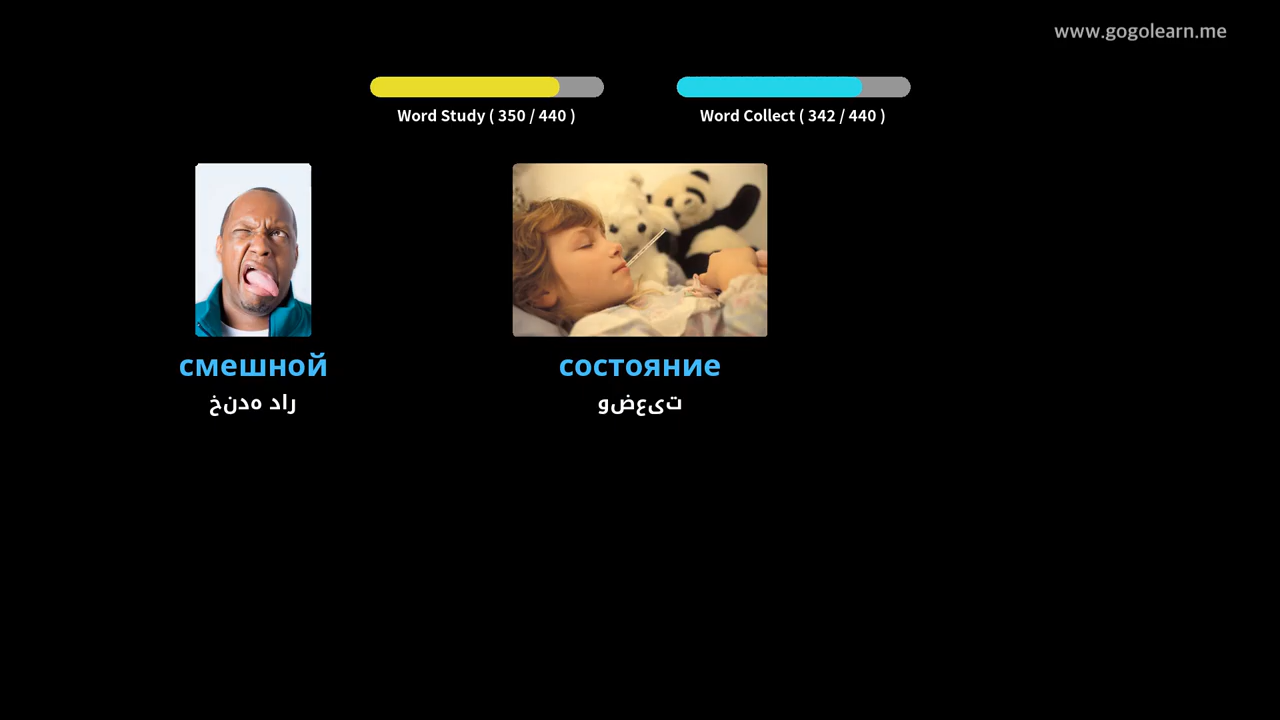 www.gogolearn.me
Word Study ( 350 / 440 )
Word Collect ( 342 / 440 )
смешной
состояние
خنده دار
وضعیت